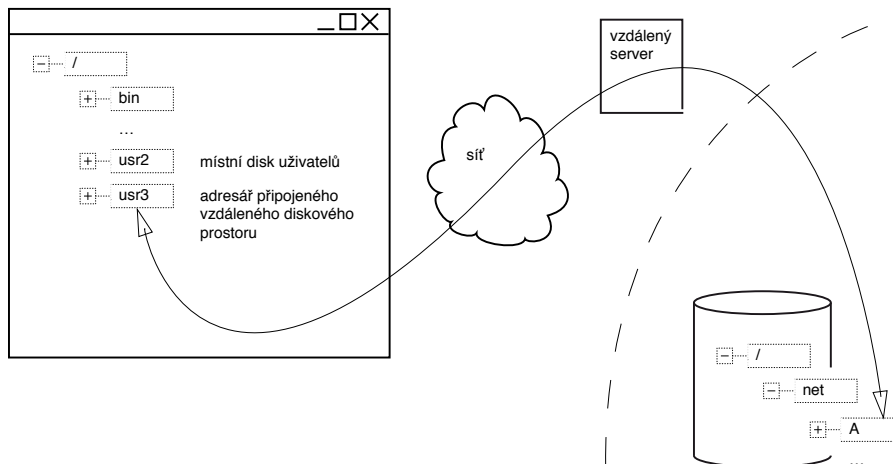 /
bin
...
usr2 místní disk uživatelů
usr3 adresář připojeného
vzdáleného diskového
prostoru
síť
vzdálený
server
/
net
A
...